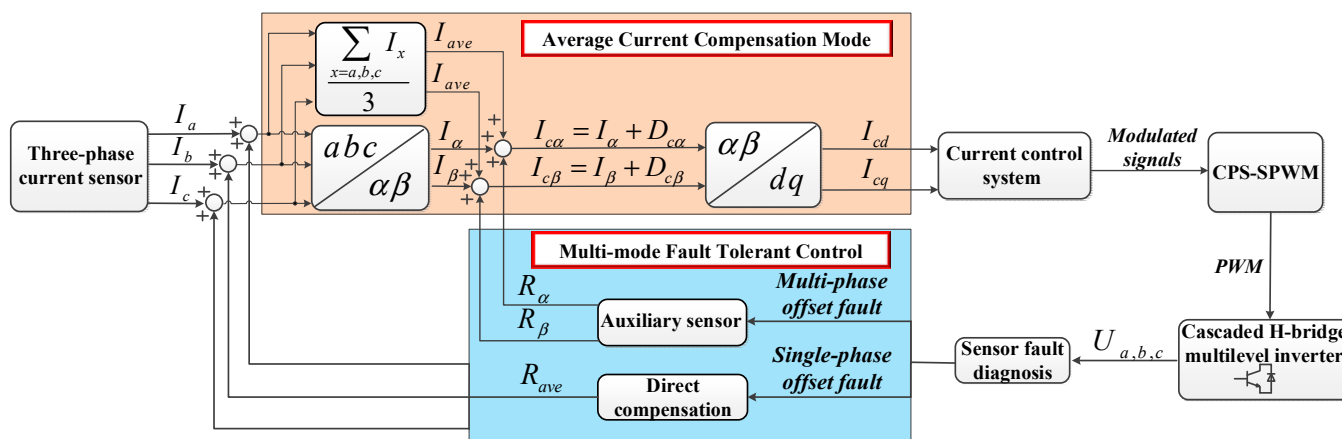 Average Current Compensation Mode
∑ I_x
x=a,b,c
3
I_ave
I_ave
Three-phase
current sensor
I_a
I_b
I_c
+
+
+
+
+
+
abc
αβ
I_α
I_β
+
+
+
+
+
+
I_cα = I_α + D_cα
I_cβ = I_β + D_cβ
αβ
dq
I_cd
I_cq
Current control
system
Modulated
signals
CPS-SPWM
PWM
Cascaded H-bridge
multilevel inverter
U_a,b,c
Sensor fault
diagnosis
Multi-mode Fault Tolerant Control
Multi-phase
offset fault
Single-phase
offset fault
R_α
R_β
Auxiliary sensor
R_ave
Direct
compensation